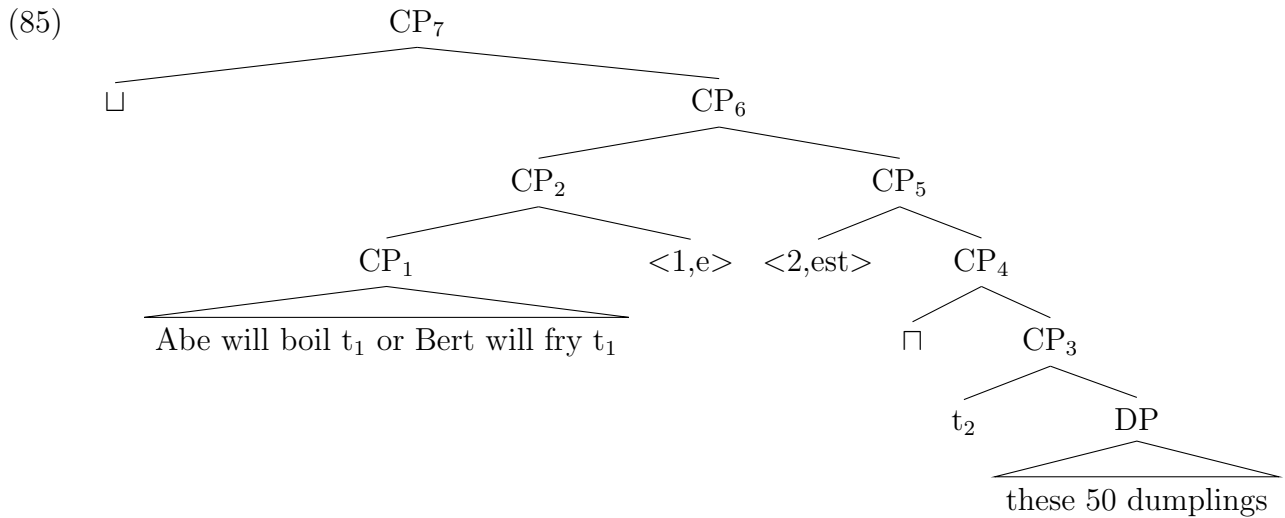 (85)
CP₇
⊔ CP₆
CP₂ CP₅
CP₁ <1,e> <2,est> CP₄
Abe will boil t₁ or Bert will fry t₁ ⊓ CP₃
t₂ DP
these 50 dumplings